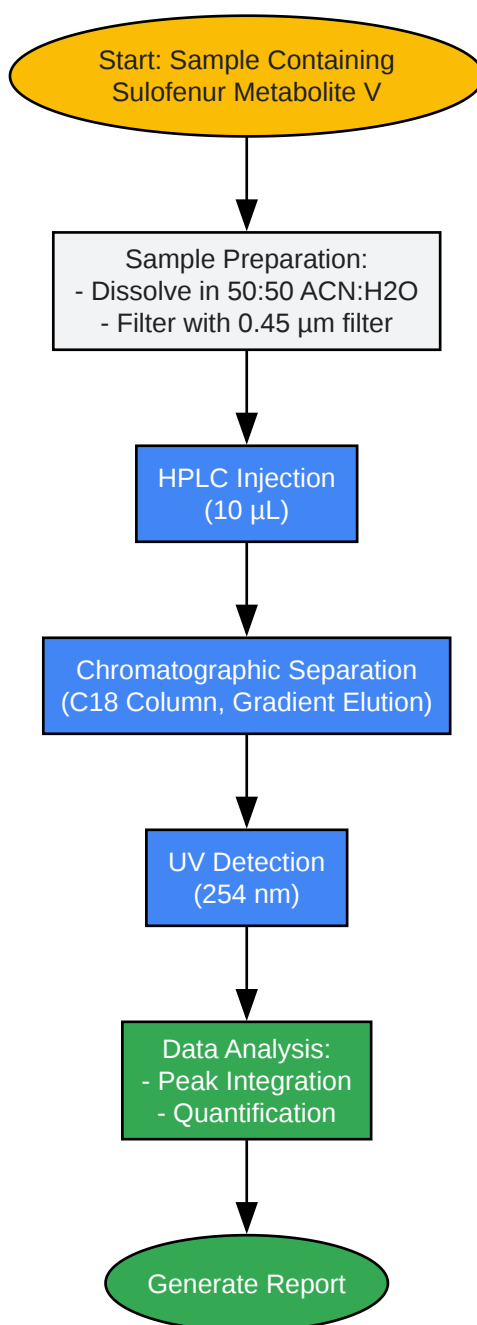 Start: Sample Containing
Sulofenur Metabolite V
Sample Preparation:
- Dissolve in 50:50 ACN:H2O
- Filter with 0.45 µm filter
HPLC Injection
(10 µL)
Chromatographic Separation
(C18 Column, Gradient Elution)
UV Detection
(254 nm)
Data Analysis:
- Peak Integration
- Quantification
Generate Report